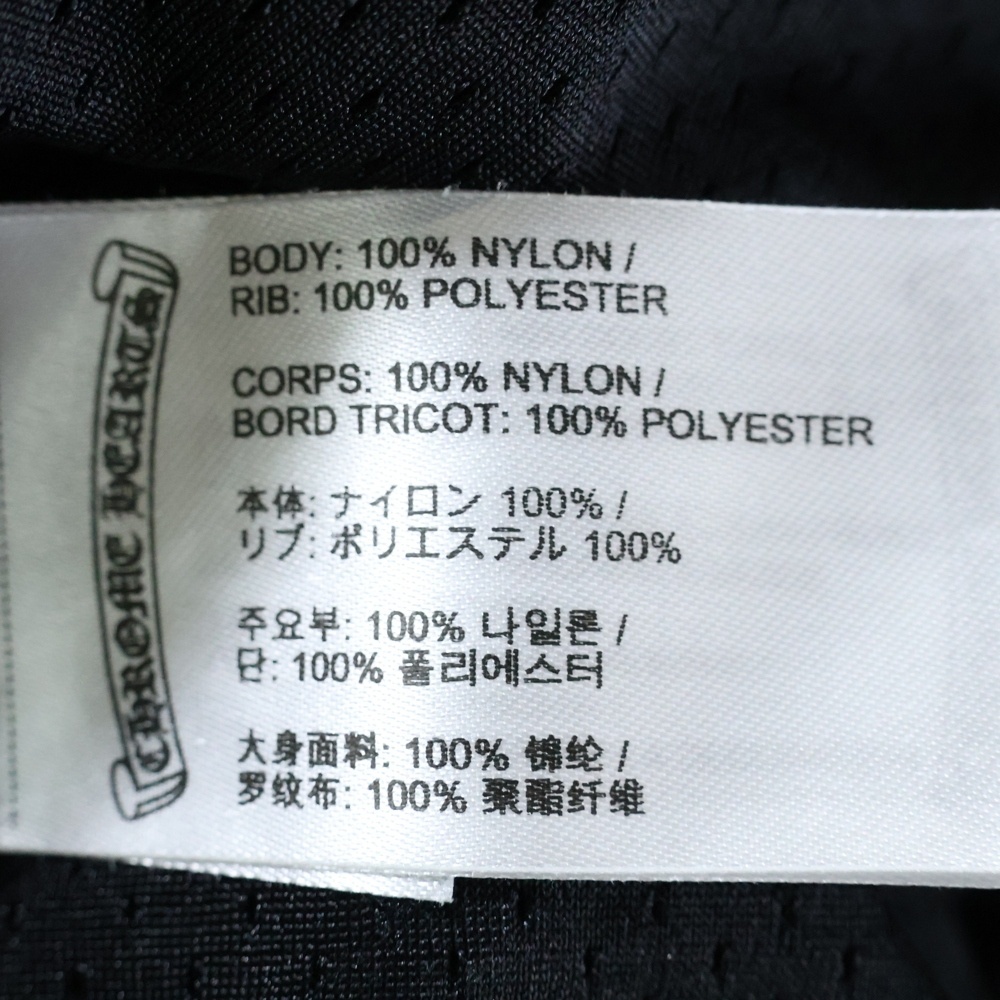 CHROME HEARTS
BODY: 100% NYLON /
RIB: 100% POLYESTER
CORPS: 100% NYLON /
BORD TRICOT: 100% POLYESTER
本体: ナイロン 100% /
リブ: ポリエステル 100%
주요부: 100% 나일론 /
단: 100% 폴리에스터
大身面料: 100% 锦纶 /
罗纹布: 100% 聚酯纤维